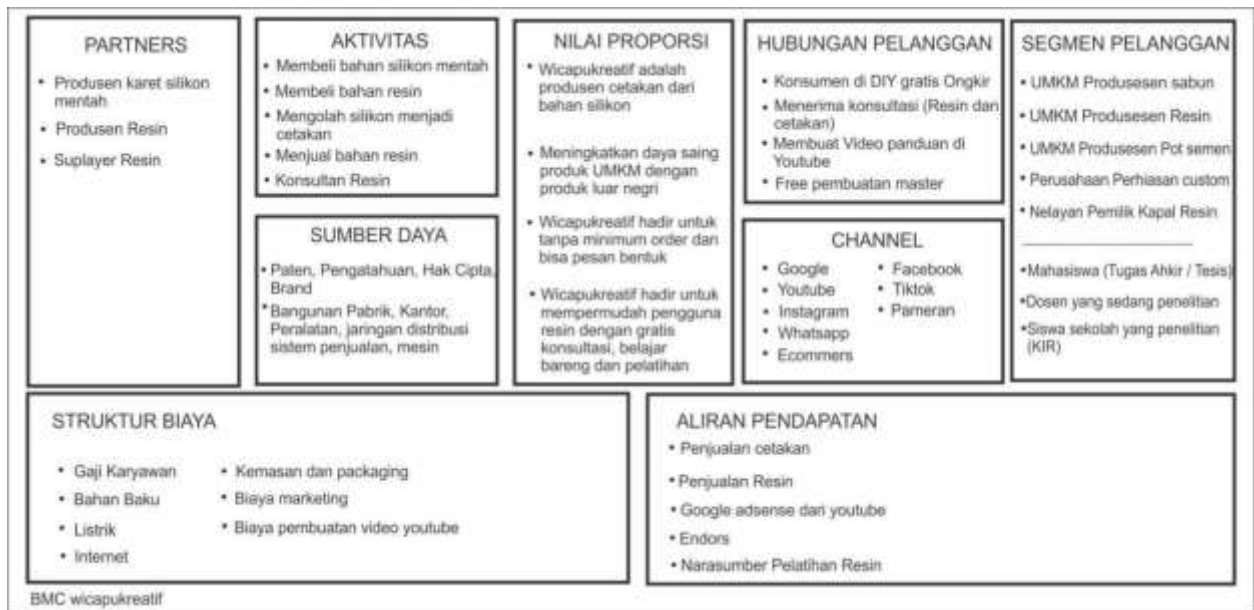 PARTNERS
• Produsen karet silikon
mentah
• Produsen Resin
• Suplayer Resin
AKTIVITAS
• Membeli bahan silikon mentah
• Membeli bahan resin
• Mengolah silikon menjadi
cetakan
• Menjual bahan resin
• Konsultan Resin
SUMBER DAYA
• Paten, Pengatahuan, Hak Cipta,
Brand
• Bangunan Pabrik, Kantor,
Peralatan, jaringan distribusi
sistem penjualan, mesin
NILAI PROPORSI
• Wicapukreatif adalah
produsen cetakan dari
bahan silikon
• Meningkatkan daya saing
produk UMKM dengan
produk luar negri
• Wicapukreatif hadir untuk
tanpa minimum order dan
bisa pesan bentuk
• Wicapukreatif hadir untuk
mempermudah pengguna
resin dengan gratis
konsultasi, belajar
bareng dan pelatihan
HUBUNGAN PELANGGAN
• Konsumen di DIY gratis Ongkir
• Menerima konsultasi (Resin dan
cetakan)
• Membuat Video panduan di
Youtube
• Free pembuatan master
CHANNEL
• Google
• Youtube
• Instagram
• Whatsapp
• Ecommers
• Facebook
• Tiktok
• Pameran
SEGMEN PELANGGAN
• UMKM Produsesen sabun
• UMKM Produsesen Resin
• UMKM Produsesen Pot semen
• Perusahaan Perhiasan custom
• Nelayan Pemilik Kapal Resin
• Mahasiswa (Tugas Ahkir / Tesis)
• Dosen yang sedang penelitian
• Siswa sekolah yang penelitian
(KIR)
STRUKTUR BIAYA
• Gaji Karyawan
• Bahan Baku
• Listrik
• Internet
• Kemasan dan packaging
• Biaya marketing
• Biaya pembuatan video youtube
ALIRAN PENDAPATAN
• Penjualan cetakan
• Penjualan Resin
• Google adsense dari youtube
• Endors
• Narasumber Pelatihan Resin
BMC wicapukreatif